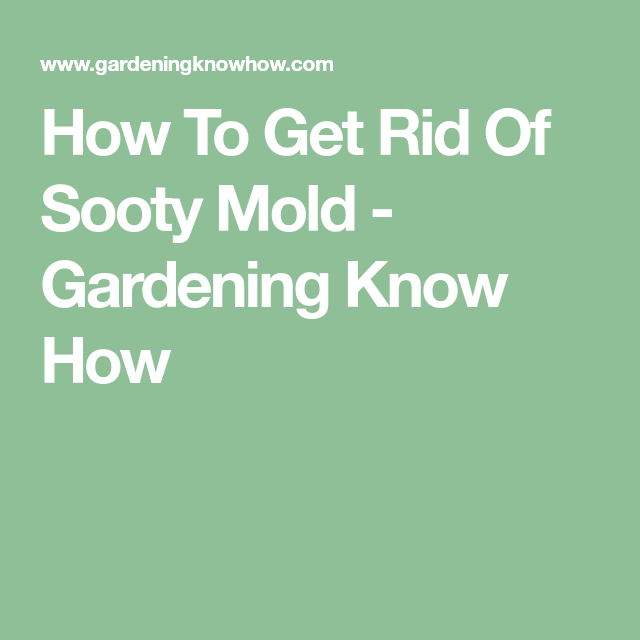 www.gardeningknowhow.com
How To Get Rid Of
Sooty Mold -
Gardening Know
How